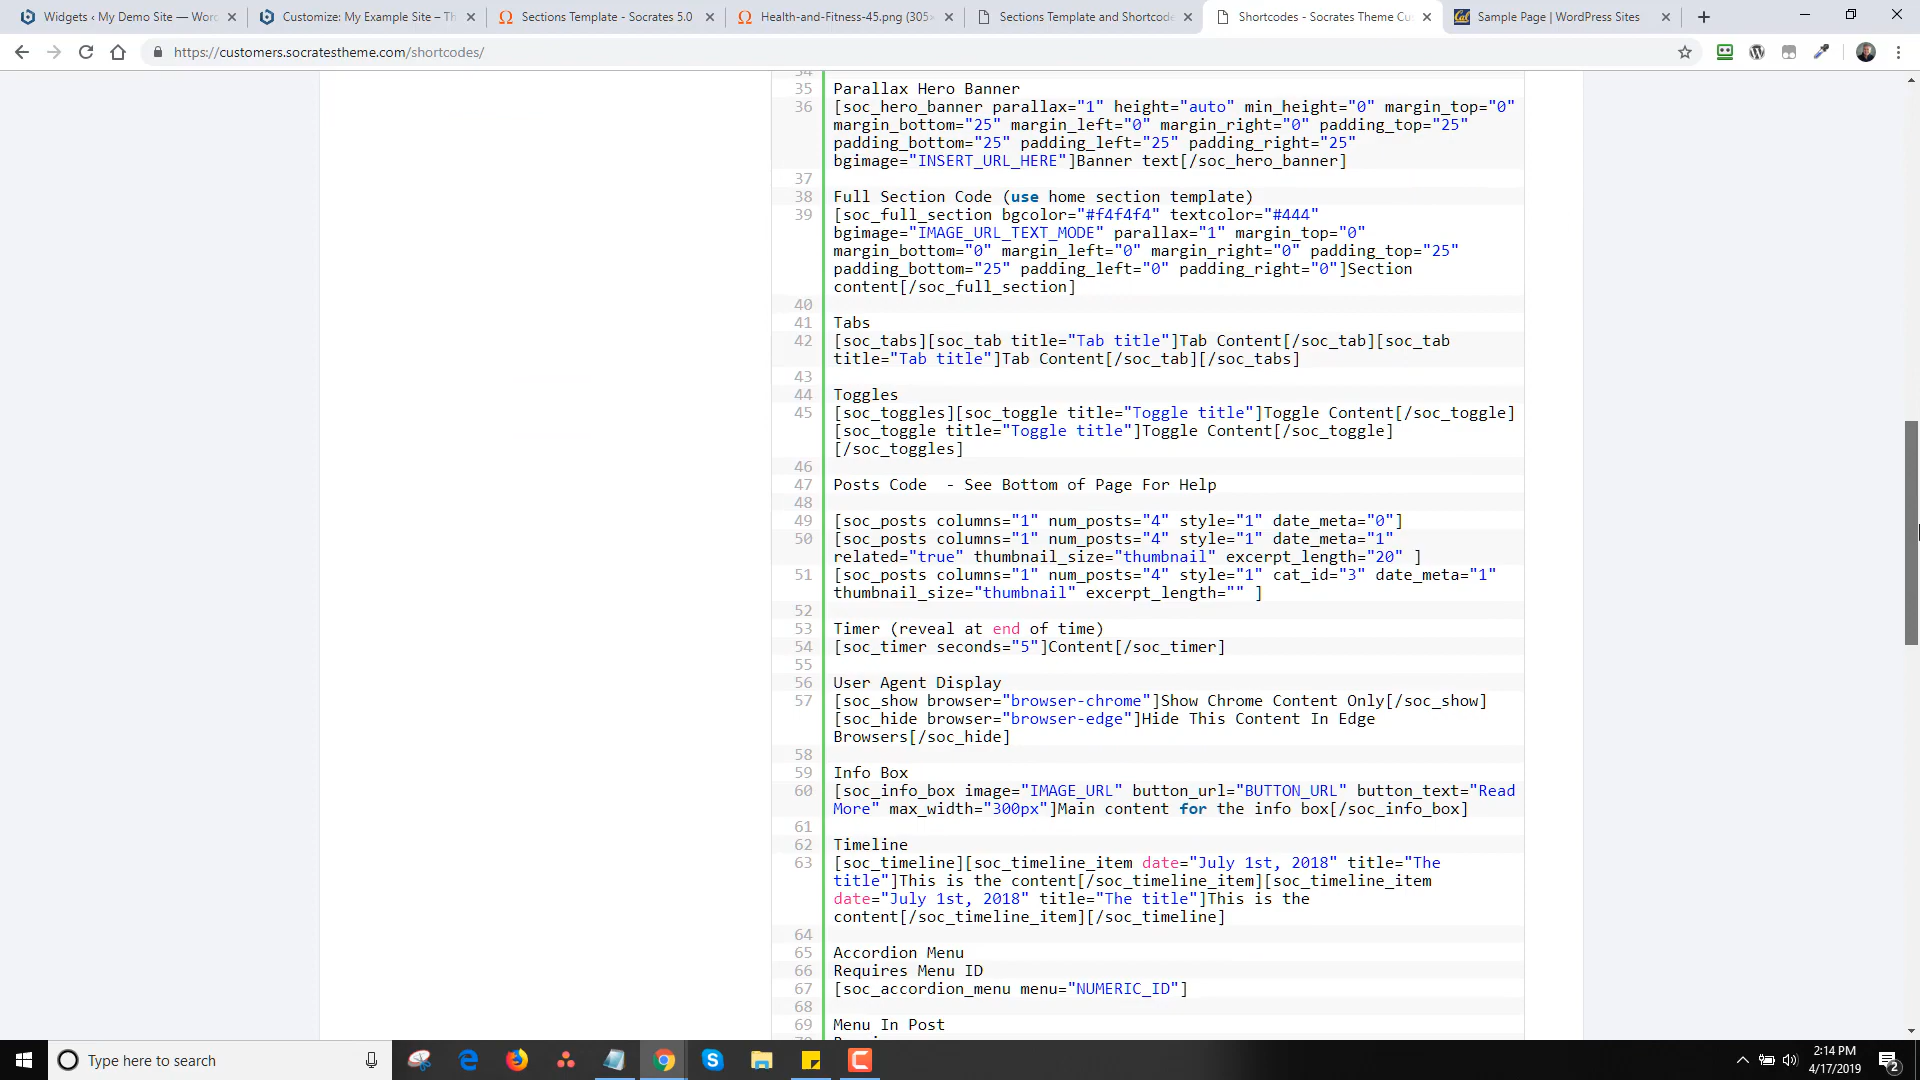 Widgets ‹ My Demo Site — Wor
Customize: My Example Site – Th
Sections Template - Socrates 5.0
Health-and-Fitness-45.png (305×
Sections Template and Shortcode
Shortcodes - Socrates Theme Cu
Sample Page | WordPress Sites
https://customers.socratestheme.com/shortcodes/
34
35 Parallax Hero Banner
36 [soc_hero_banner parallax="1" height="auto" min_height="0" margin_top="0"
margin_bottom="25" margin_left="0" margin_right="0" padding_top="25"
padding_bottom="25" padding_left="25" padding_right="25"
bgimage="INSERT_URL_HERE"]Banner text[/soc_hero_banner]
37
38 Full Section Code (use home section template)
39 [soc_full_section bgcolor="#f4f4f4" textcolor="#444"
bgimage="IMAGE_URL_TEXT_MODE" parallax="1" margin_top="0"
margin_bottom="0" margin_left="0" margin_right="0" padding_top="25"
padding_bottom="25" padding_left="0" padding_right="0"]Section
content[/soc_full_section]
40
41 Tabs
42 [soc_tabs][soc_tab title="Tab title"]Tab Content[/soc_tab][soc_tab
title="Tab title"]Tab Content[/soc_tab][/soc_tabs]
43
44 Toggles
45 [soc_toggles][soc_toggle title="Toggle title"]Toggle Content[/soc_toggle]
[soc_toggle title="Toggle title"]Toggle Content[/soc_toggle]
[/soc_toggles]
46
47 Posts Code  - See Bottom of Page For Help
48
49 [soc_posts columns="1" num_posts="4" style="1" date_meta="0"]
50 [soc_posts columns="1" num_posts="4" style="1" date_meta="1"
related="true" thumbnail_size="thumbnail" excerpt_length="20" ]
51 [soc_posts columns="1" num_posts="4" style="1" cat_id="3" date_meta="1"
thumbnail_size="thumbnail" excerpt_length="" ]
52
53 Timer (reveal at end of time)
54 [soc_timer seconds="5"]Content[/soc_timer]
55
56 User Agent Display
57 [soc_show browser="browser-chrome"]Show Chrome Content Only[/soc_show]
[soc_hide browser="browser-edge"]Hide This Content In Edge
Browsers[/soc_hide]
58
59 Info Box
60 [soc_info_box image="IMAGE_URL" button_url="BUTTON_URL" button_text="Read
More" max_width="300px"]Main content for the info box[/soc_info_box]
61
62 Timeline
63 [soc_timeline][soc_timeline_item date="July 1st, 2018" title="The
title"]This is the content[/soc_timeline_item][soc_timeline_item
date="July 1st, 2018" title="The title"]This is the
content[/soc_timeline_item][/soc_timeline]
64
65 Accordion Menu
66 Requires Menu ID
67 [soc_accordion_menu menu="NUMERIC_ID"]
68
69 Menu In Post
Type here to search
2:14 PM
4/17/2019
2